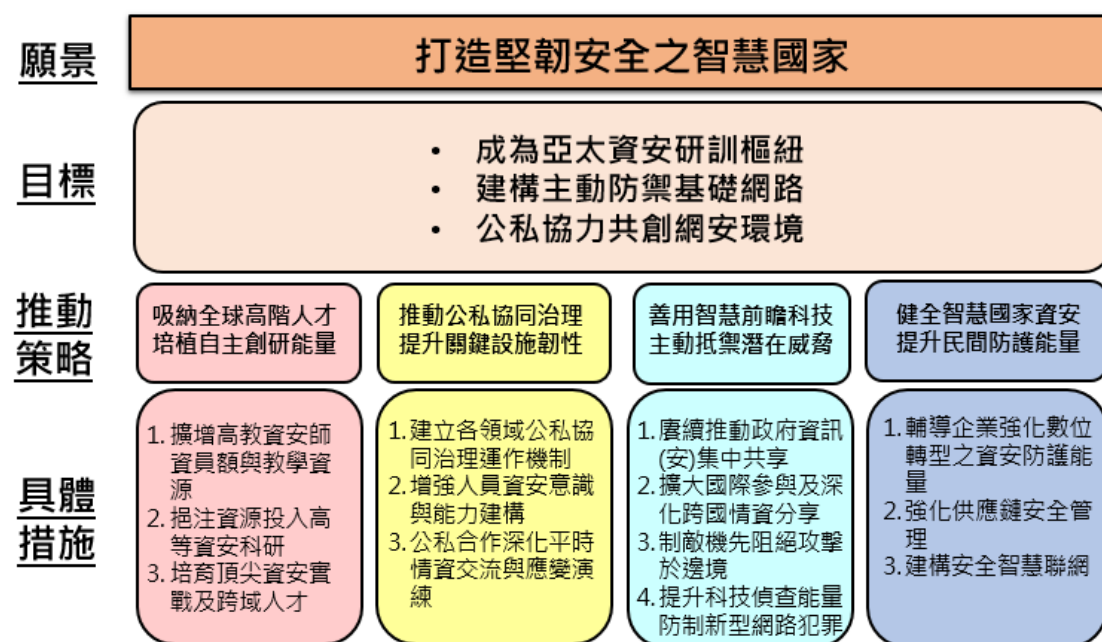 願景
打造堅韌安全之智慧國家
目標
• 成為亞太資安研訓樞紐
• 建構主動防禦基礎網路
• 公私協力共創網安環境
推動
策略
吸納全球高階人才
培植自主創研能量
推動公私協同治理
提升關鍵設施韌性
善用智慧前瞻科技
主動抵禦潛在威脅
健全智慧國家資安
提升民間防護能量
具體
措施
1. 擴增高教資安師
資員額與教學資
源
2. 挹注資源投入高
等資安科研
3. 培育頂尖資安實
戰及跨域人才
1. 建立各領域公私協
同治理運作機制
2. 增強人員資安意識
與能力建構
3. 公私合作深化平時
情資交流與應變演
練
1. 賡續推動政府資訊
(安)集中共享
2. 擴大國際參與及深
化跨國情資分享
3. 制敵機先阻絕攻擊
於邊境
4. 提升科技偵查能量
防制新型網路犯罪
1. 輔導企業強化數位
轉型之資安防護能
量
2. 強化供應鏈安全管
理
3. 建構安全智慧聯網